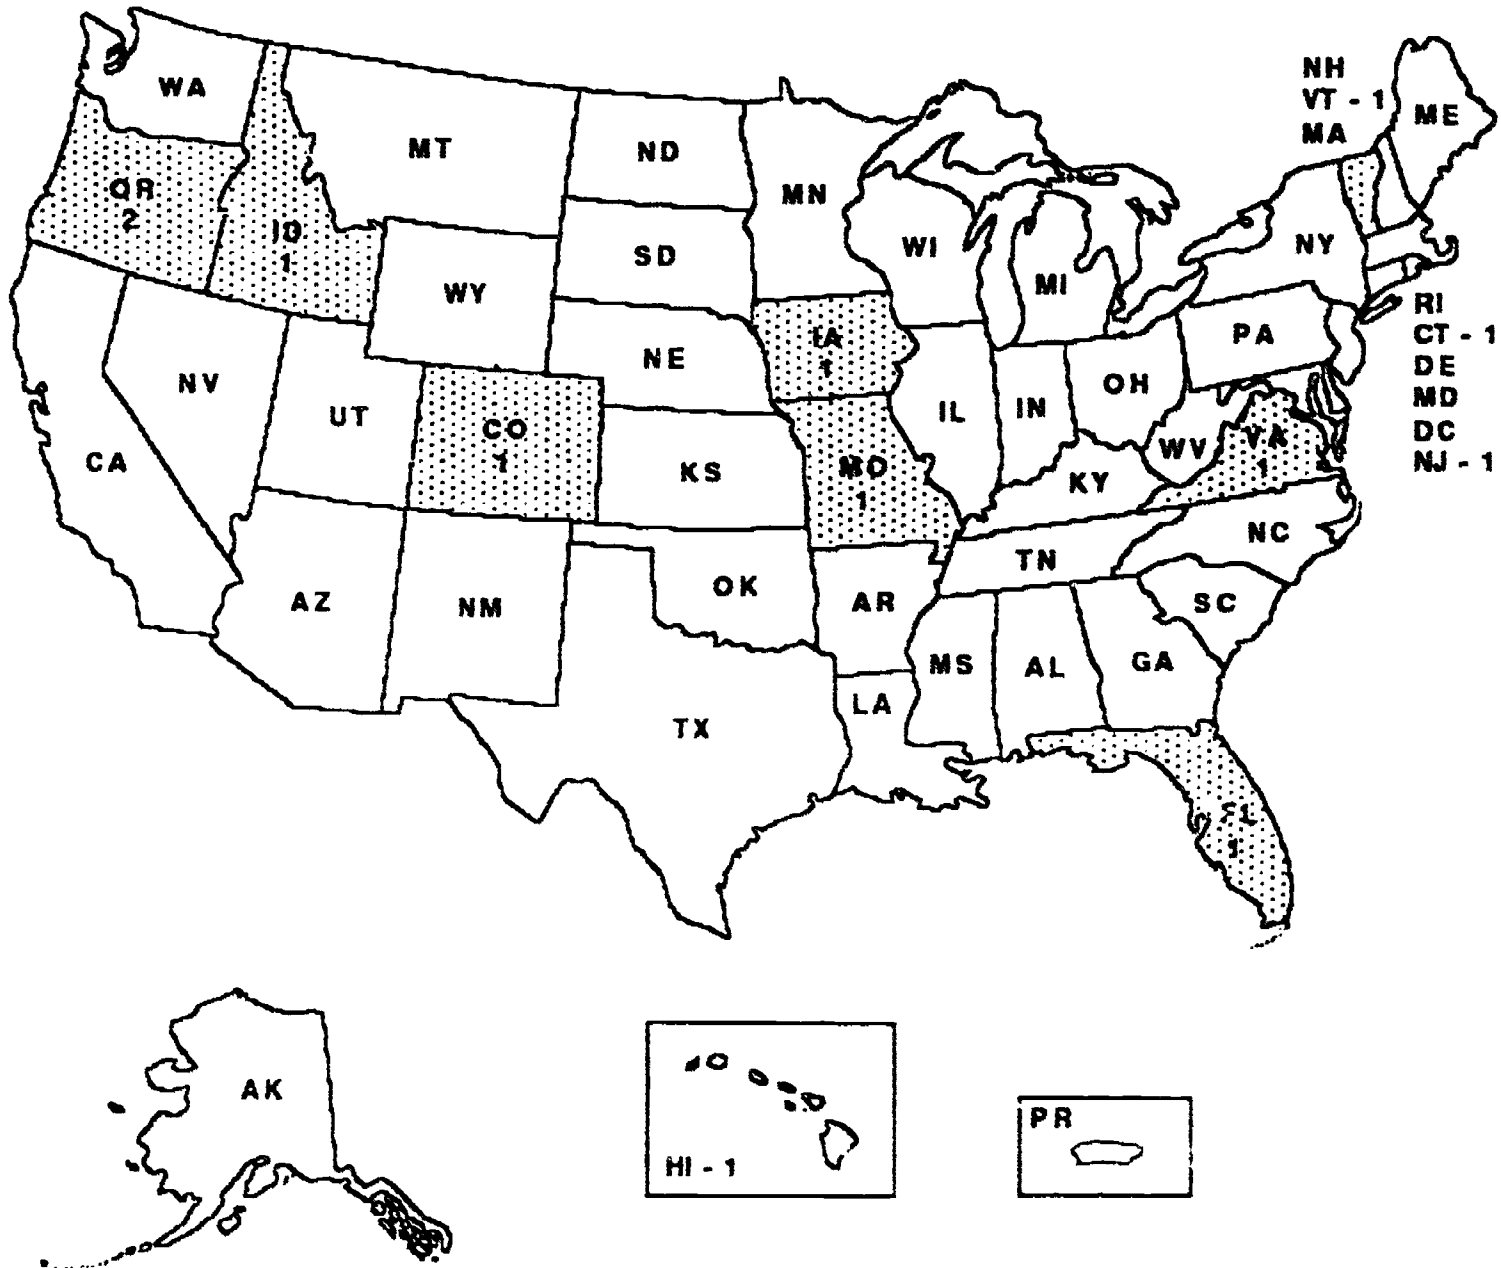 WA
MT
ND
MN
NH
VT - 1
MA
ME
OR
2
ID
1
WY
SD
WI
MI
NY
NV
UT
CO
1
NE
IA
1
IL
IN
OH
PA
RI
CT - 1
DE
MD
DC
NJ - 1
CA
KS
MO
1
KY
WV
VA
1
AZ
NM
OK
AR
TN
NC
SC
TX
LA
MS
AL
GA
FL
1
AK
HI - 1
PR